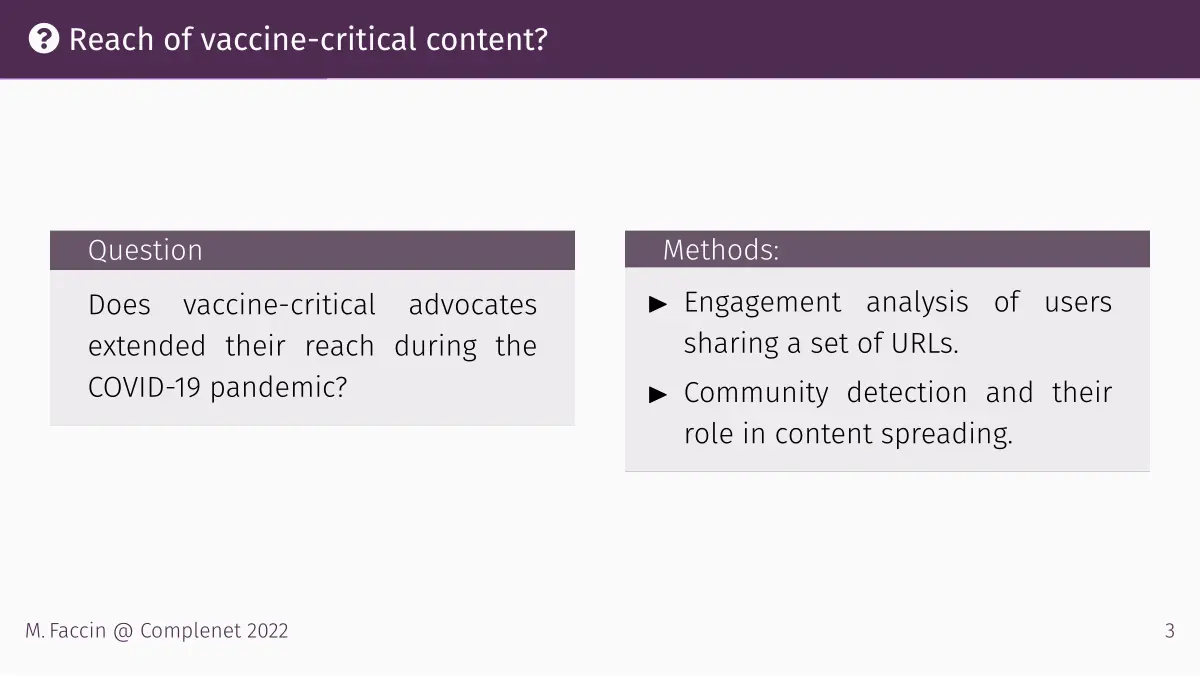 Reach of vaccine-critical content?
Question
Does vaccine-critical advocates
extended their reach during the
COVID-19 pandemic?
Methods:
▶ Engagement analysis of users
sharing a set of URLs.
▶ Community detection and their
role in content spreading.
M. Faccin @ Complenet 2022
3